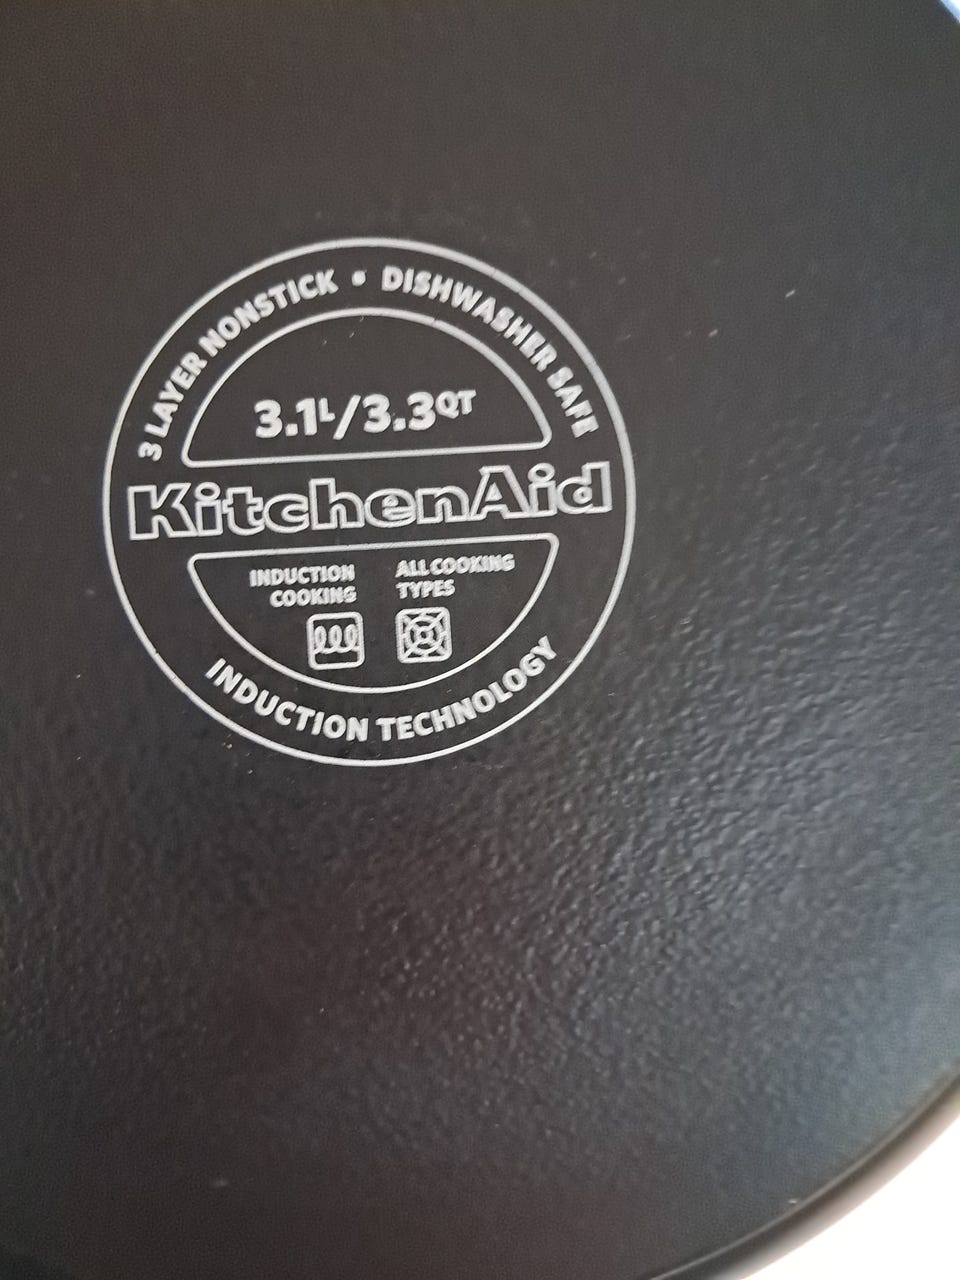 3 LAYER NONSTICK • DISHWASHER SAFE
3.1L/3.3QT
KitchenAid
INDUCTION
COOKING
ALL COOKING
TYPES
INDUCTION TECHNOLOGY